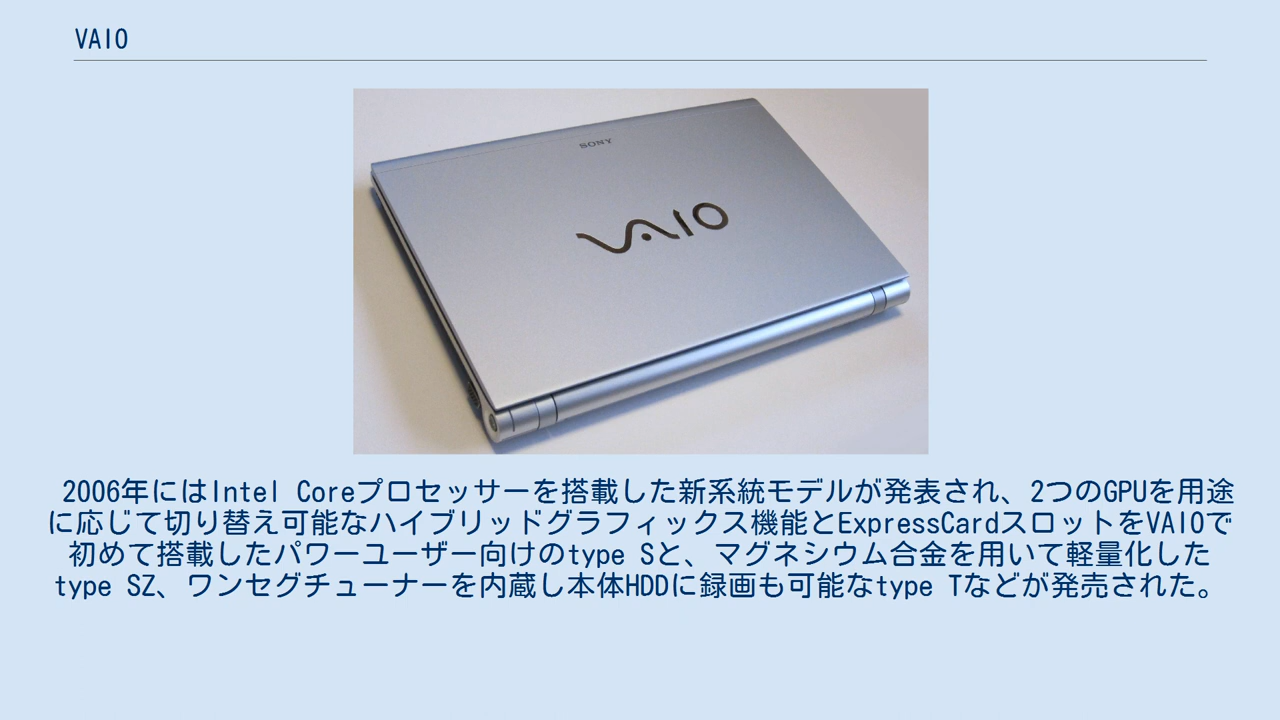 VAIO
SONY
VAIO
2006年にはIntel Coreプロセッサーを搭載した新系統モデルが発表され、2つのGPUを用途
に応じて切り替え可能なハイブリッドグラフィックス機能とExpressCardスロットをVAIOで
初めて搭載したパワーユーザー向けのtype Sと、マグネシウム合金を用いて軽量化した
type SZ、ワンセグチューナーを内蔵し本体HDDに録画も可能なtype Tなどが発売された。